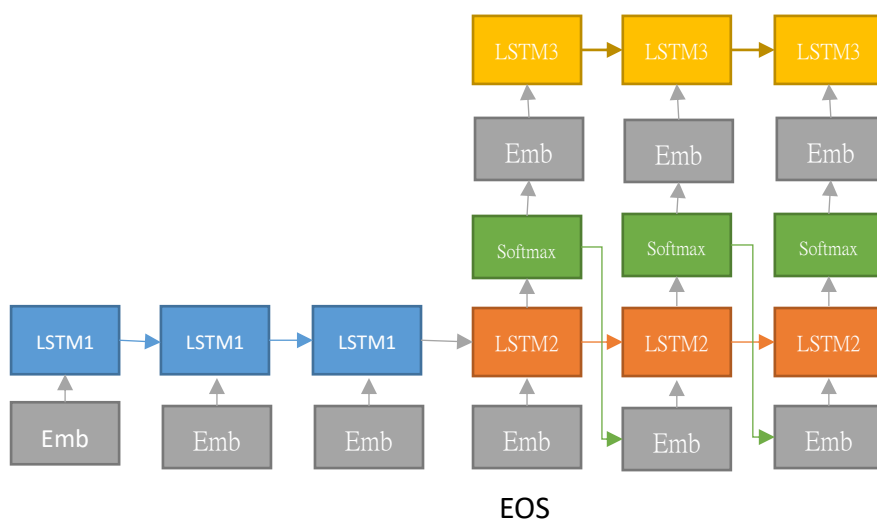 LSTM3 LSTM3 LSTM3
Emb Emb Emb
Softmax Softmax Softmax
LSTM1 LSTM1 LSTM1 LSTM2 LSTM2 LSTM2
Emb Emb Emb Emb Emb Emb
EOS